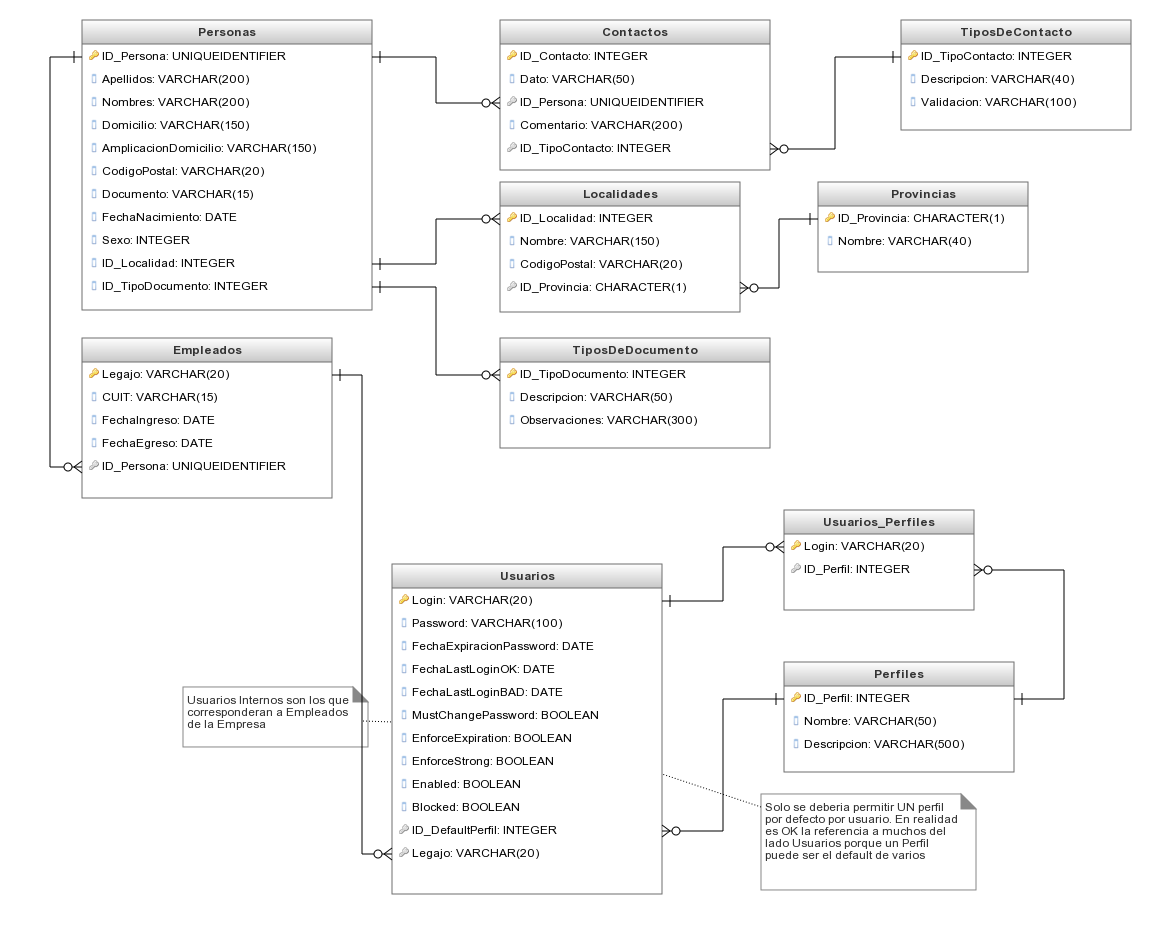 Personas
ID_Persona: UNIQUEIDENTIFIER
Apellidos: VARCHAR(200)
Nombres: VARCHAR(200)
Domicilio: VARCHAR(150)
AmplicacionDomicilio: VARCHAR(150)
CodigoPostal: VARCHAR(20)
Documento: VARCHAR(15)
FechaNacimiento: DATE
Sexo: INTEGER
ID_Localidad: INTEGER
ID_TipoDocumento: INTEGER
Contactos
ID_Contacto: INTEGER
Dato: VARCHAR(50)
ID_Persona: UNIQUEIDENTIFIER
Comentario: VARCHAR(200)
ID_TipoContacto: INTEGER
TiposDeContacto
ID_TipoContacto: INTEGER
Descripcion: VARCHAR(40)
Validacion: VARCHAR(100)
Localidades
ID_Localidad: INTEGER
Nombre: VARCHAR(150)
CodigoPostal: VARCHAR(20)
ID_Provincia: CHARACTER(1)
Provincias
ID_Provincia: CHARACTER(1)
Nombre: VARCHAR(40)
Empleados
Legajo: VARCHAR(20)
CUIT: VARCHAR(15)
FechaIngreso: DATE
FechaEgreso: DATE
ID_Persona: UNIQUEIDENTIFIER
TiposDeDocumento
ID_TipoDocumento: INTEGER
Descripcion: VARCHAR(50)
Observaciones: VARCHAR(300)
Usuarios_Perfiles
Login: VARCHAR(20)
ID_Perfil: INTEGER
Usuarios
Login: VARCHAR(20)
Password: VARCHAR(100)
FechaExpiracionPassword: DATE
FechaLastLoginOK: DATE
FechaLastLoginBAD: DATE
MustChangePassword: BOOLEAN
EnforceExpiration: BOOLEAN
EnforceStrong: BOOLEAN
Enabled: BOOLEAN
Blocked: BOOLEAN
ID_DefaultPerfil: INTEGER
Legajo: VARCHAR(20)
Perfiles
ID_Perfil: INTEGER
Nombre: VARCHAR(50)
Descripcion: VARCHAR(500)
Usuarios Internos son los que
corresponderan a Empleados
de la Empresa
Solo se deberia permitir UN perfil
por defecto por usuario. En realidad
es OK la referencia a muchos del
lado Usuarios porque un Perfil
puede ser el default de varios